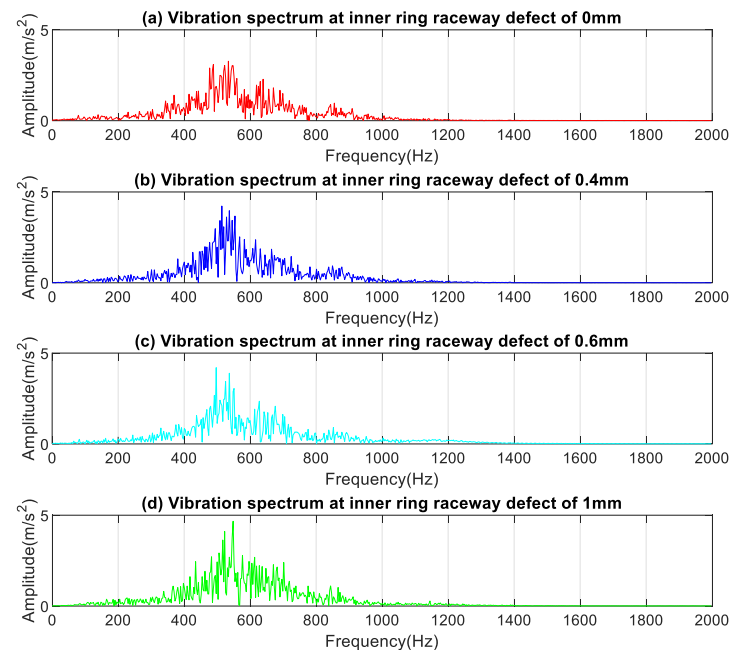 (a) Vibration spectrum at inner ring raceway defect of 0mm
Amplitude(m/s²)
5
0
0 200 400 600 800 1000 1200 1400 1600 1800 2000
Frequency(Hz)
(b) Vibration spectrum at inner ring raceway defect of 0.4mm
Amplitude(m/s²)
5
0
0 200 400 600 800 1000 1200 1400 1600 1800 2000
Frequency(Hz)
(c) Vibration spectrum at inner ring raceway defect of 0.6mm
Amplitude(m/s²)
5
0
0 200 400 600 800 1000 1200 1400 1600 1800 2000
Frequency(Hz)
(d) Vibration spectrum at inner ring raceway defect of 1mm
Amplitude(m/s²)
5
0
0 200 400 600 800 1000 1200 1400 1600 1800 2000
Frequency(Hz)